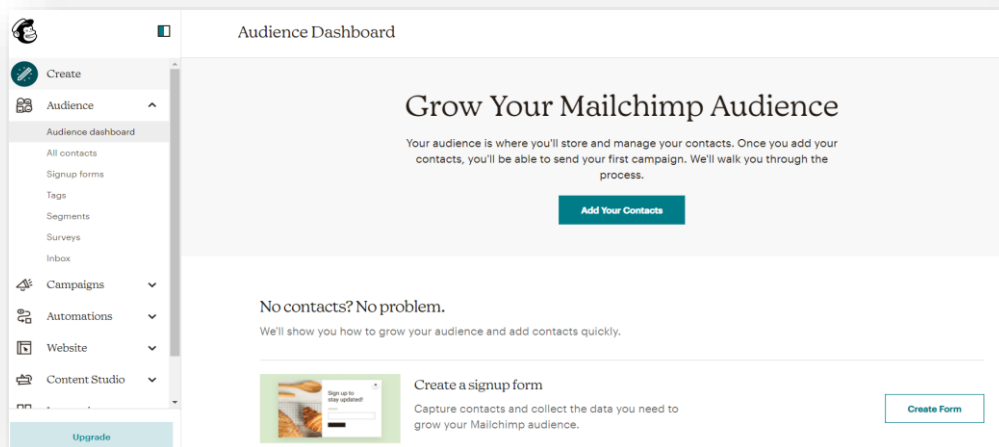 Audience Dashboard
Create
Audience
Audience dashboard
All contacts
Signup forms
Tags
Segments
Surveys
Inbox
Campaigns
Automations
Website
Content Studio
Upgrade
Grow Your Mailchimp Audience
Your audience is where you'll store and manage your contacts. Once you add your
contacts, you'll be able to send your first campaign. We'll walk you through the
process.
Add Your Contacts
No contacts? No problem.
We'll show you how to grow your audience and add contacts quickly.
Sign up to
stay updated!
Create a signup form
Capture contacts and collect the data you need to
grow your Mailchimp audience.
Create Form